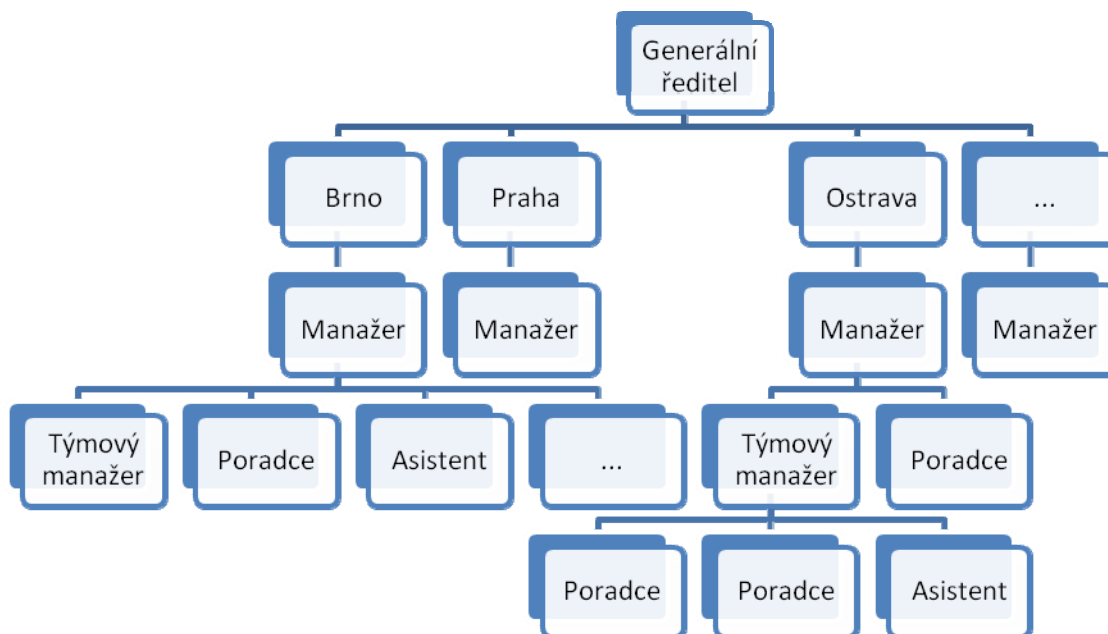 Generální
ředitel
Brno
Praha
Ostrava
...
Manažer
Manažer
Manažer
Manažer
Týmový
manažer
Poradce
Asistent
...
Týmový
manažer
Poradce
Poradce
Poradce
Asistent